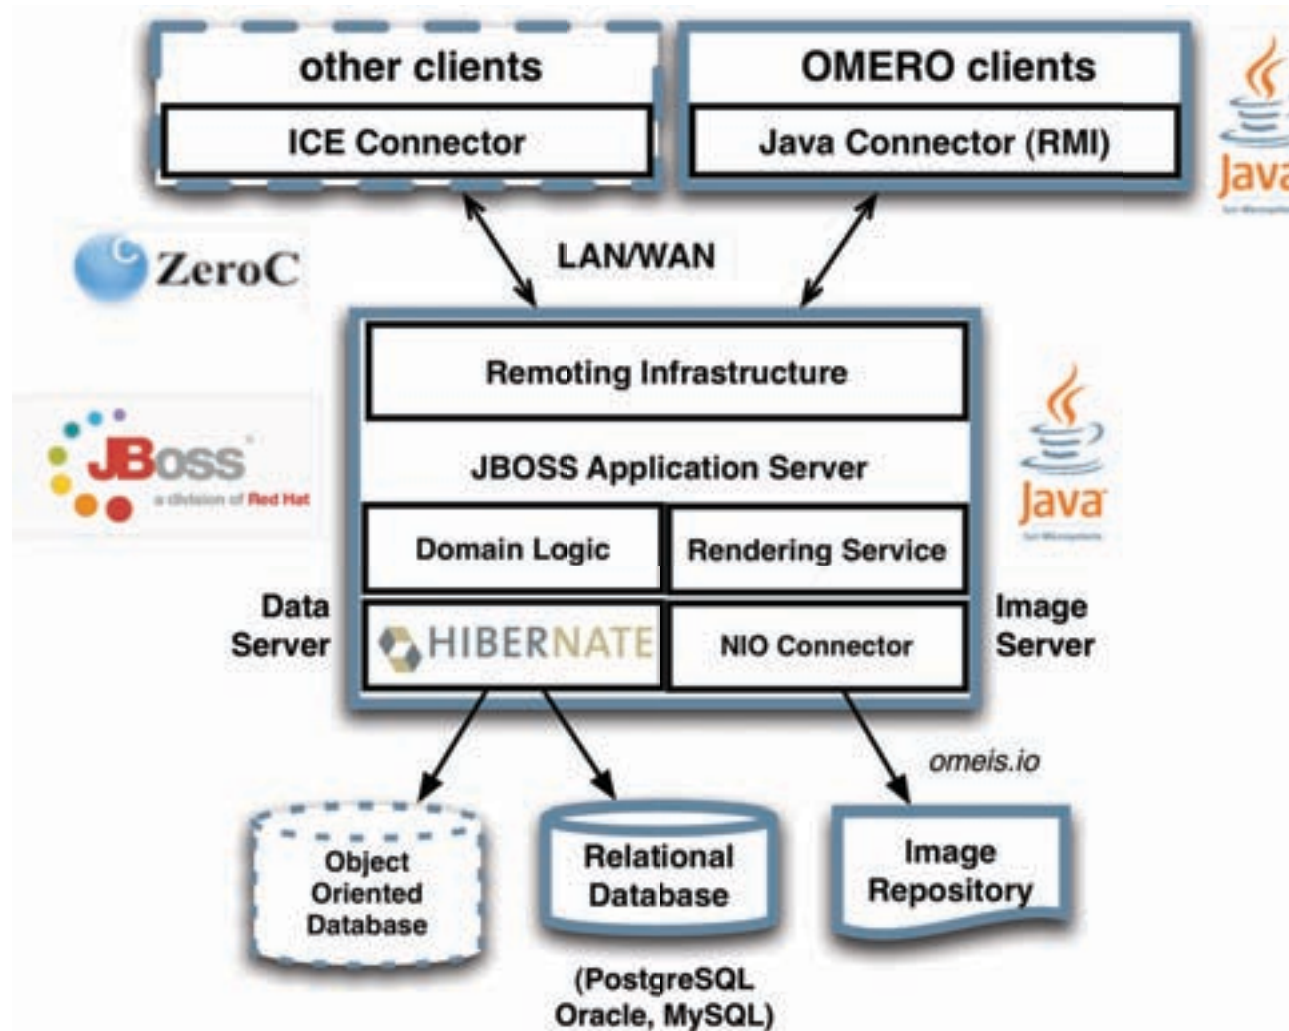 other clients
OMERO clients
ICE Connector
Java Connector (RMI)
Java
LAN/WAN
C
ZeroC
Remoting Infrastructure
JBoss
a division of Red Hat
JBOSS Application Server
Java
Domain Logic
Rendering Service
Data
Server
Image
Server
HIBERNATE
NIO Connector
omeis.io
Object
Oriented
Database
Relational
Database
Image
Repository
(PostgreSQL
Oracle, MySQL)